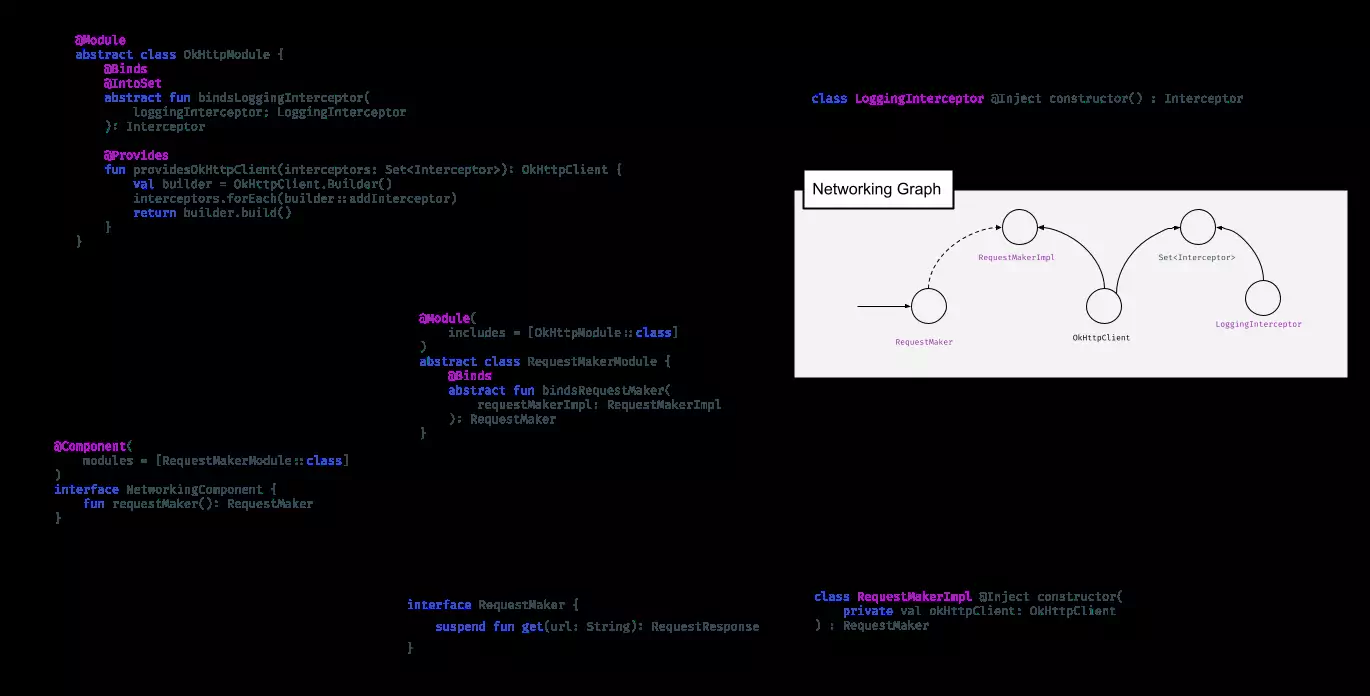 @Module
abstract class OkHttpModule {
@Binds
@IntoSet
abstract fun bindsLoggingInterceptor(
loggingInterceptor: LoggingInterceptor
): Interceptor
@Provides
fun providesOkHttpClient(interceptors: Set<Interceptor>): OkHttpClient {
val builder = OkHttpClient.Builder()
interceptors.forEach(builder::addInterceptor)
return builder.build()
}
}
class LoggingInterceptor @Inject constructor() : Interceptor
Networking Graph
RequestMakerImpl
Set<Interceptor>
RequestMaker
OkHttpClient
LoggingInterceptor
@Module(
includes = [OkHttpModule::class]
)
abstract class RequestMakerModule {
@Binds
abstract fun bindsRequestMaker(
requestMakerImpl: RequestMakerImpl
): RequestMaker
}
@Component(
modules = [RequestMakerModule::class]
)
interface NetworkingComponent {
fun requestMaker(): RequestMaker
}
interface RequestMaker {
suspend fun get(url: String): RequestResponse
}
class RequestMakerImpl @Inject constructor(
private val okHttpClient: OkHttpClient
) : RequestMaker